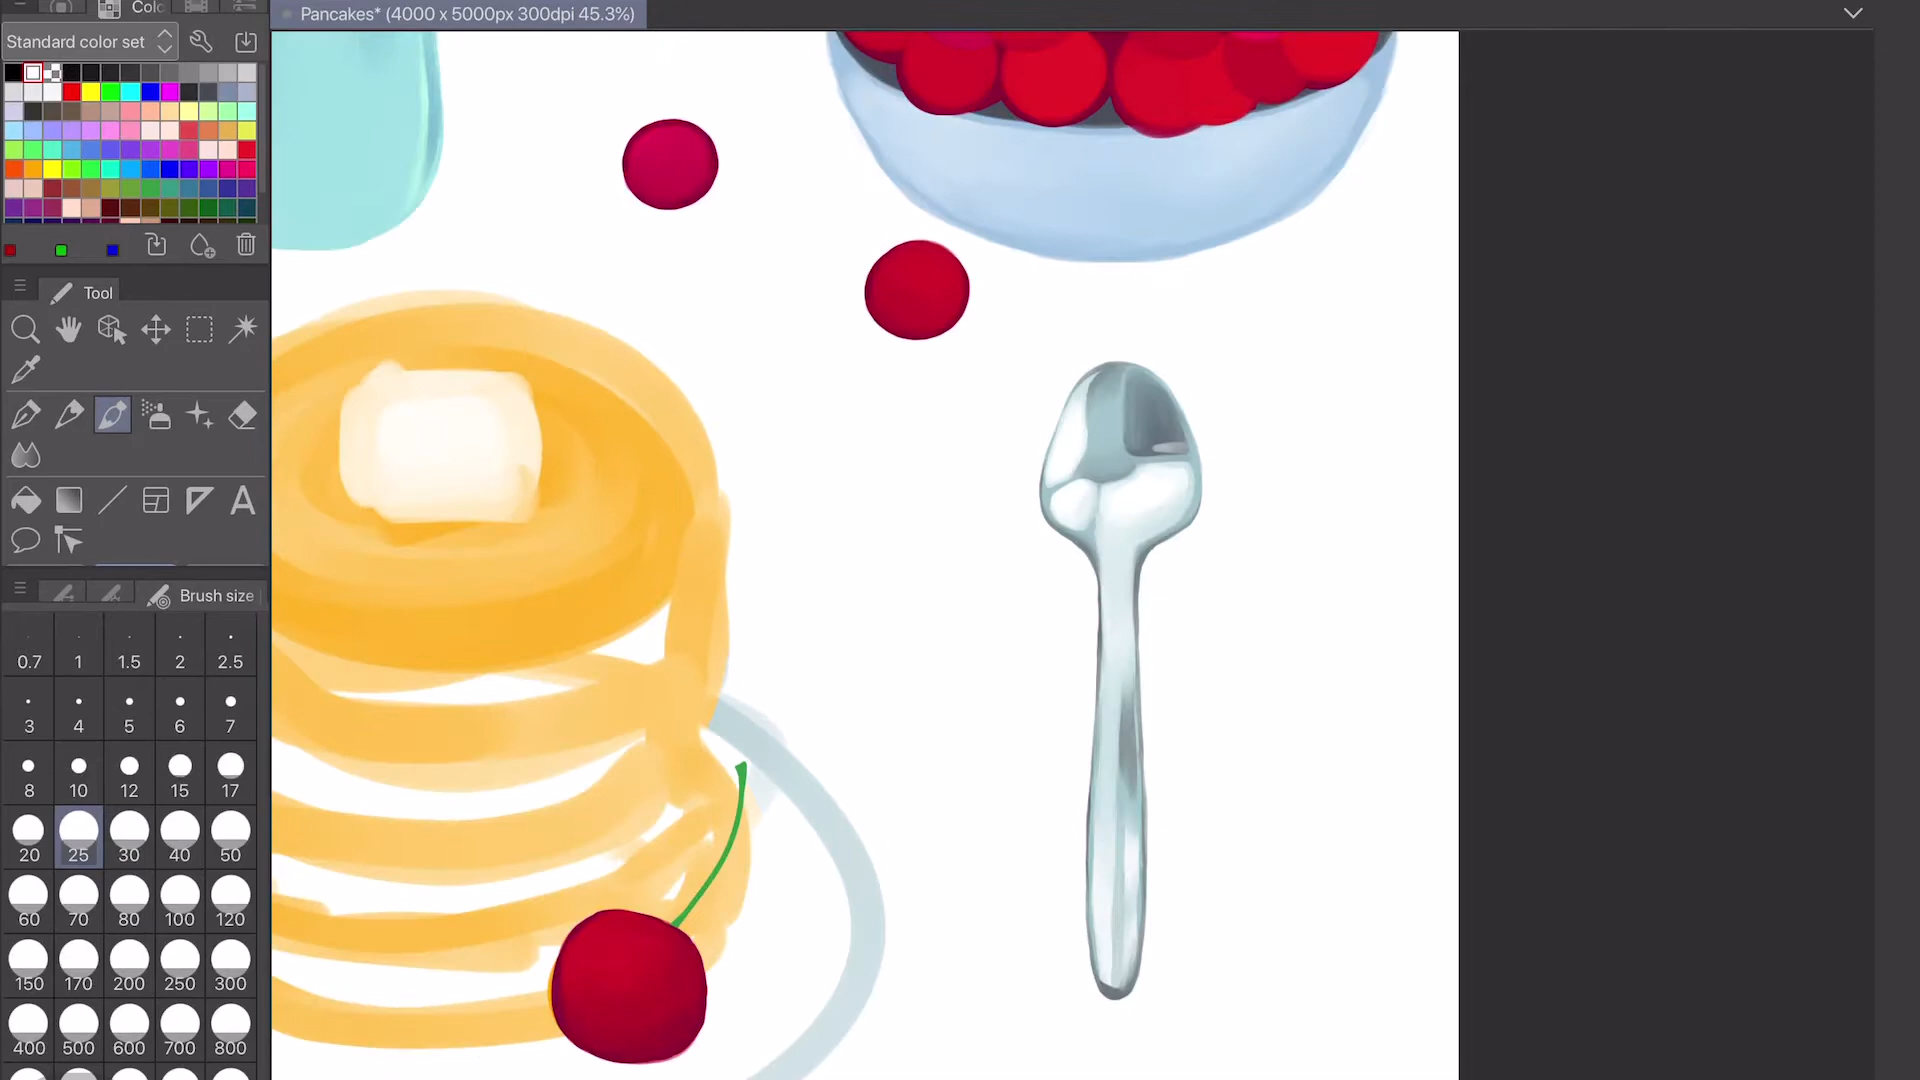 Colc
Pancakes* (4000 x 5000px 300dpi 45.3%)
Standard color set
Tool
A
Brush size
0.7 1 1.5 2 2.5
3 4 5 6 7
8 10 12 15 17
20 25 30 40 50
60 70 80 100 120
150 170 200 250 300
400 500 600 700 800